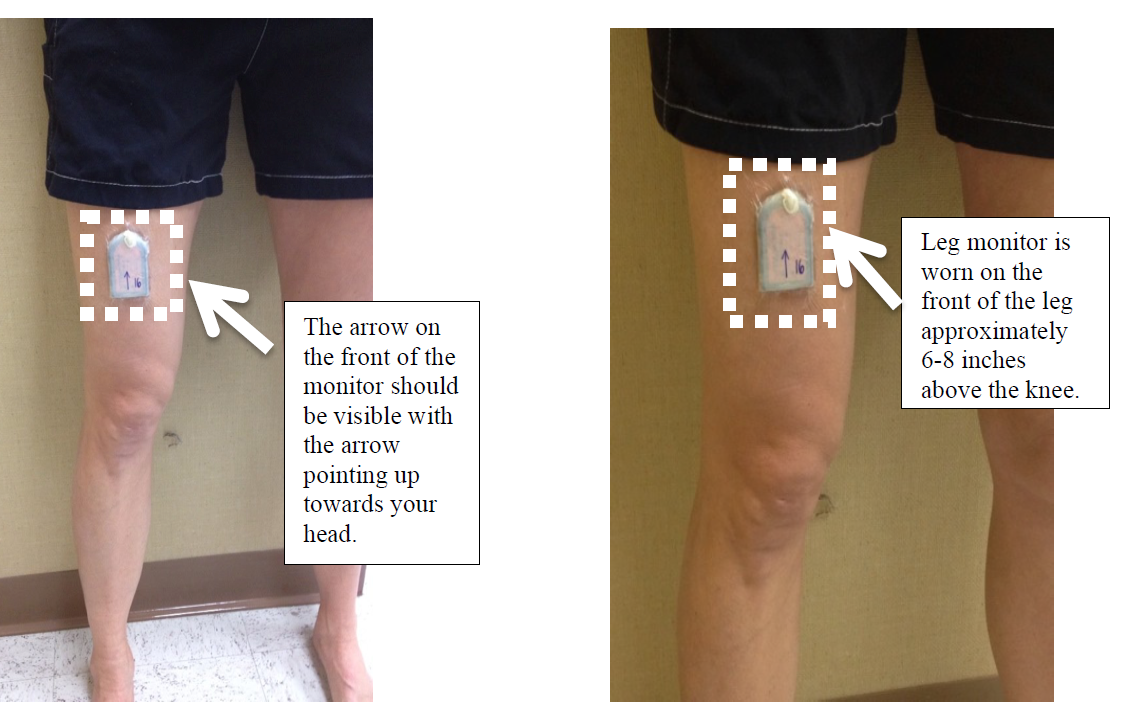 16
The arrow on
the front of the
monitor should
be visible with
the arrow
pointing up
towards your
head.
16
Leg monitor is
worn on the
front of the leg
approximately
6-8 inches
above the knee.